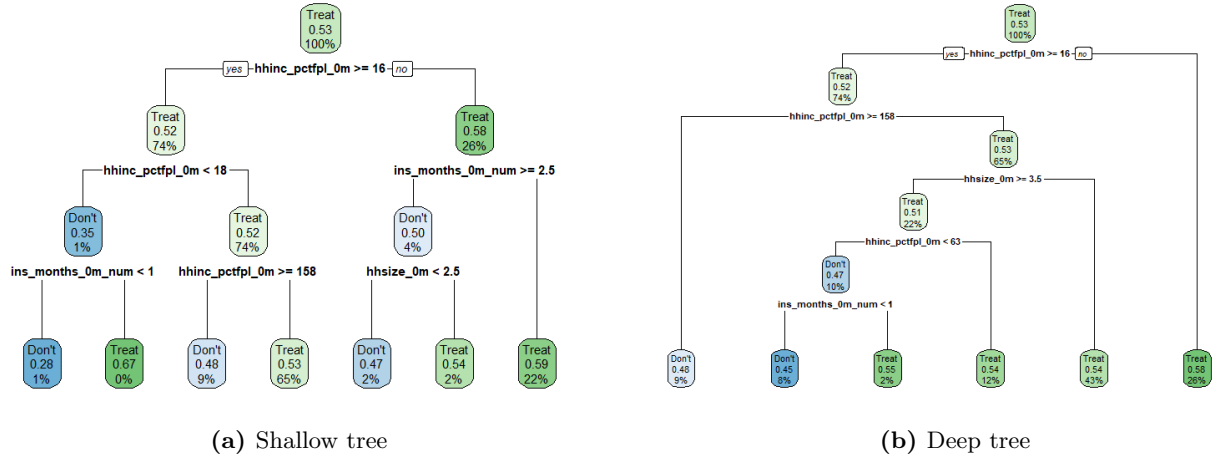 Treat
0.53
100%
yes hhinc_pctfpl_0m >= 16 no
Treat
0.52
74%
Treat
0.58
26%
hhinc_pctfpl_0m < 18
ins_months_0m_num >= 2.5
Don't
0.35
1%
Treat
0.52
74%
Don't
0.50
4%
ins_months_0m_num < 1
hhinc_pctfpl_0m >= 158
hhsize_0m < 2.5
Don't
0.28
1%
Treat
0.67
0%
Don't
0.48
9%
Treat
0.53
65%
Don't
0.47
2%
Treat
0.54
2%
Treat
0.59
22%
(a) Shallow tree
Treat
0.53
100%
yes hhinc_pctfpl_0m >= 16 no
Treat
0.52
74%
hhinc_pctfpl_0m >= 158
Treat
0.53
65%
hhsize_0m >= 3.5
Treat
0.51
22%
hhinc_pctfpl_0m < 63
Don't
0.47
10%
ins_months_0m_num < 1
Don't
0.48
9%
Don't
0.45
8%
Treat
0.55
2%
Treat
0.54
12%
Treat
0.54
43%
Treat
0.58
26%
(b) Deep tree